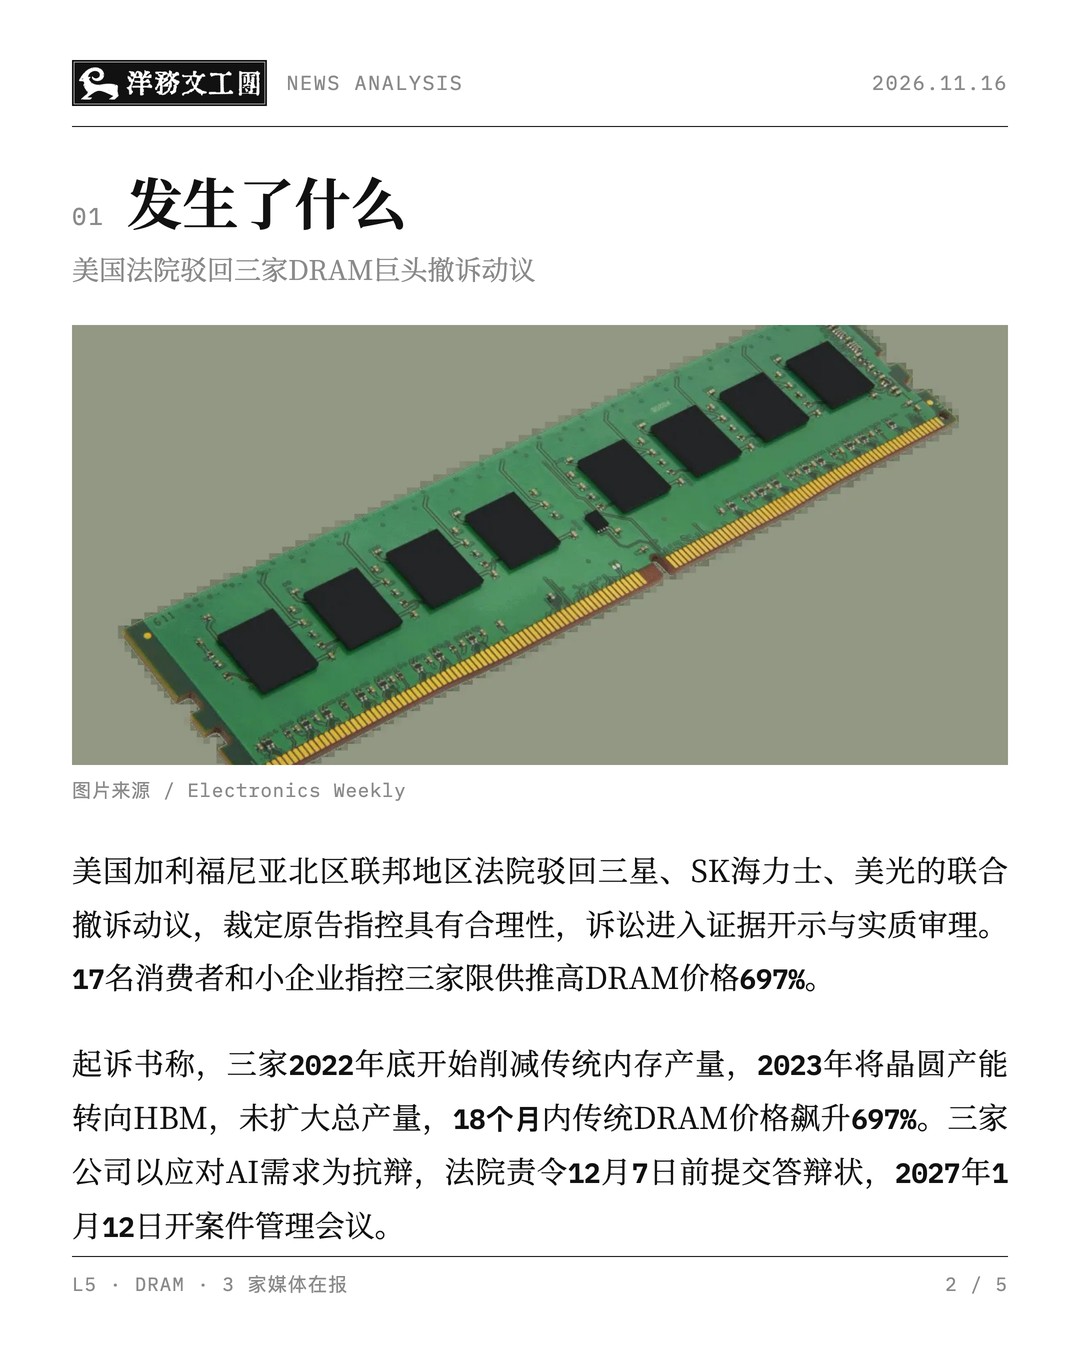 洋務文工團 NEWS ANALYSIS 2026.11.16
01 发生了什么
美国法院驳回三家DRAM巨头撤诉动议
611
图片来源 / Electronics Weekly
美国加利福尼亚北区联邦地区法院驳回三星、SK海力士、美光的联合
撤诉动议，裁定原告指控具有合理性，诉讼进入证据开示与实质审理。
17名消费者和小企业指控三家限供推高DRAM价格697%。
起诉书称，三家2022年底开始削减传统内存产量，2023年将晶圆产能
转向HBM，未扩大总产量，18个月内传统DRAM价格飙升697%。三家
公司以应对AI需求为抗辩，法院责令12月7日前提交答辩状，2027年1
月12日开案件管理会议。
L5 · DRAM · 3 家媒体在报 2 / 5